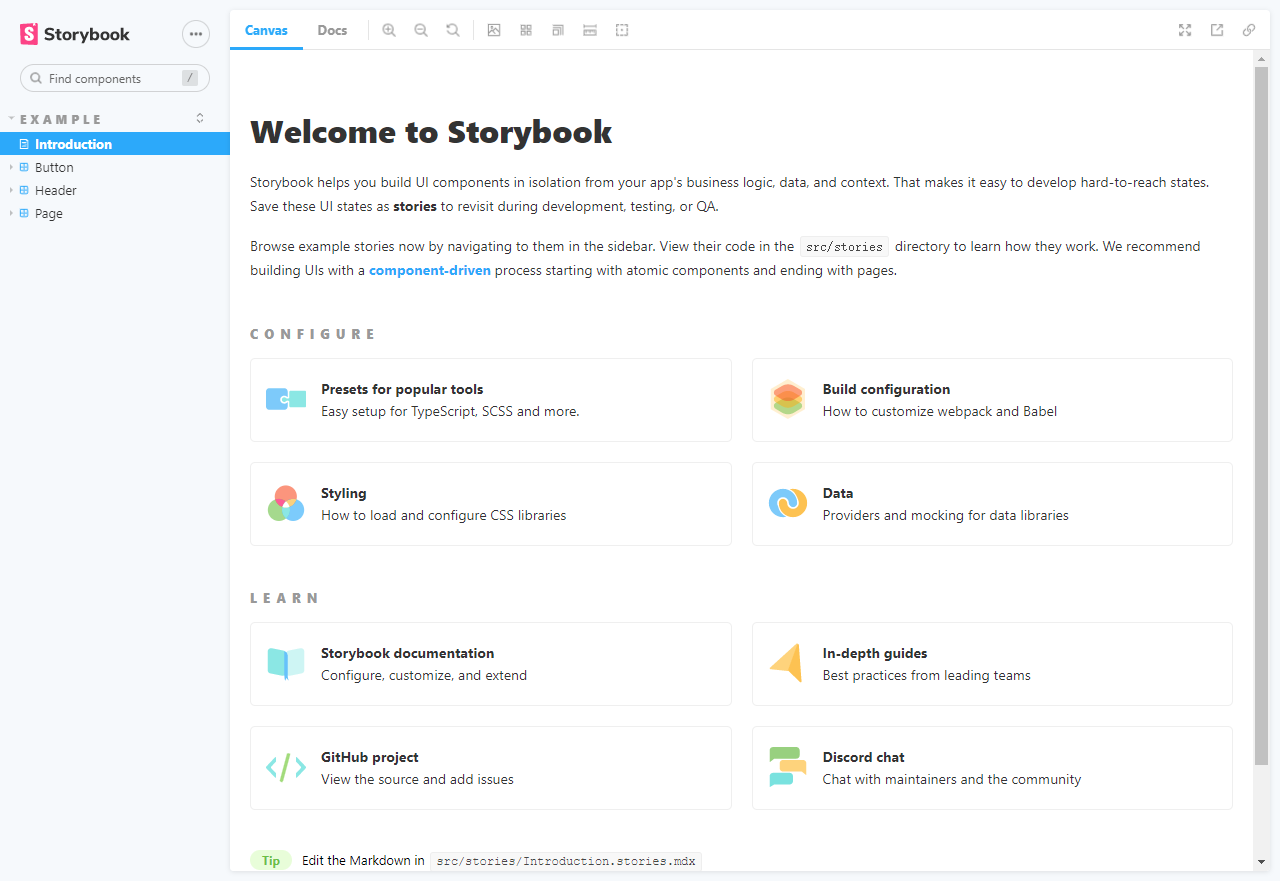 Storybook
Find components
/
EXAMPLE
Introduction
Button
Header
Page
Canvas
Docs
Welcome to Storybook
Storybook helps you build UI components in isolation from your app's business logic, data, and context. That makes it easy to develop hard-to-reach states.
Save these UI states as stories to revisit during development, testing, or QA.
Browse example stories now by navigating to them in the sidebar. View their code in the src/stories directory to learn how they work. We recommend
building UIs with a component-driven process starting with atomic components and ending with pages.
CONFIGURE
Presets for popular tools
Easy setup for TypeScript, SCSS and more.
Build configuration
How to customize webpack and Babel
Styling
How to load and configure CSS libraries
Data
Providers and mocking for data libraries
LEARN
Storybook documentation
Configure, customize, and extend
In-depth guides
Best practices from leading teams
GitHub project
View the source and add issues
Discord chat
Chat with maintainers and the community
Tip
Edit the Markdown in src/stories/Introduction.stories.mdx